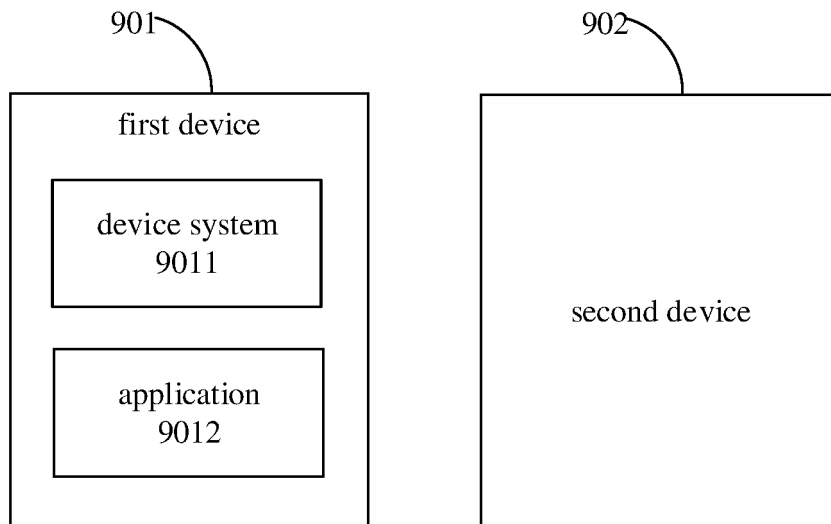 901
902
first device
device system
9011
second device
application
9012